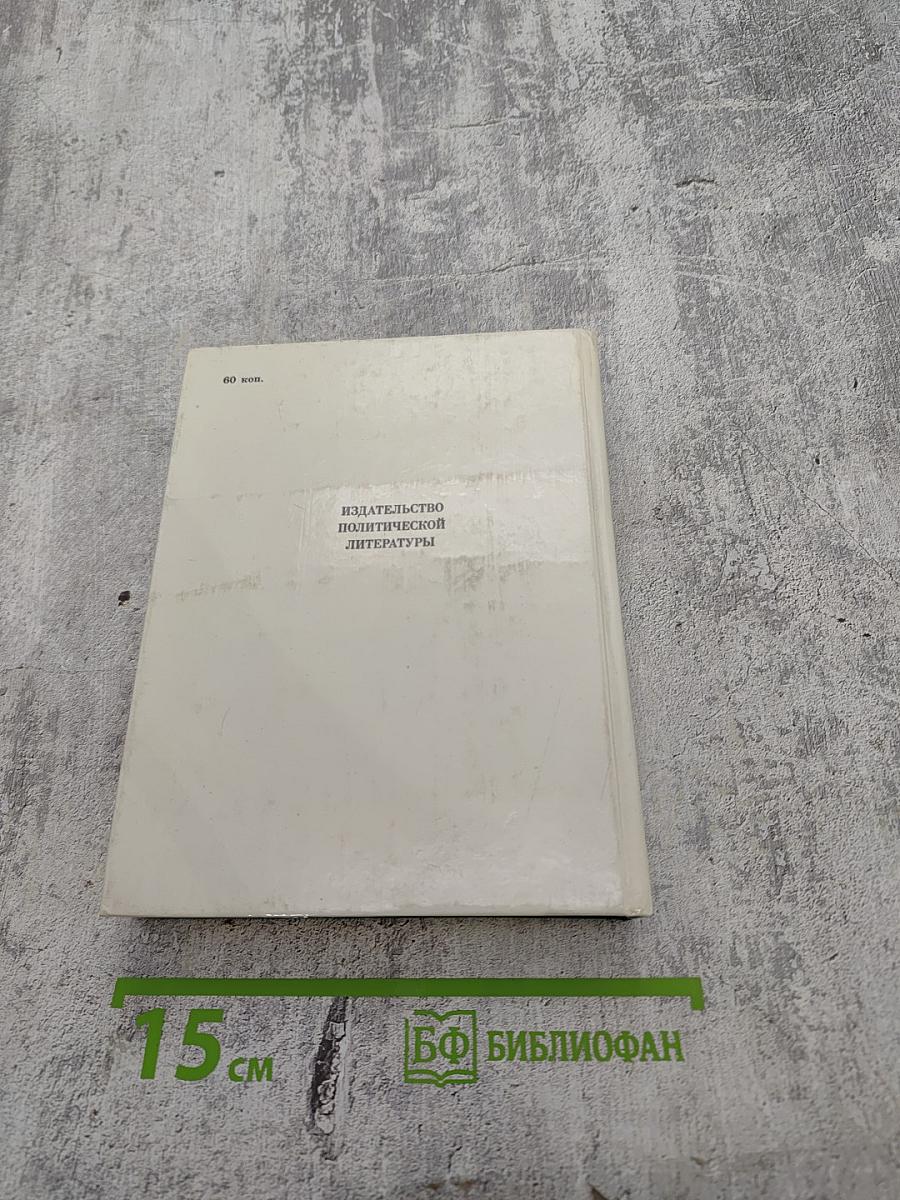 60 коп.
ИЗДАТЕЛЬСТВО
ПОЛИТИЧЕСКОЙ
ЛИТЕРАТУРЫ
15 см
БФ БИБЛИОФАН